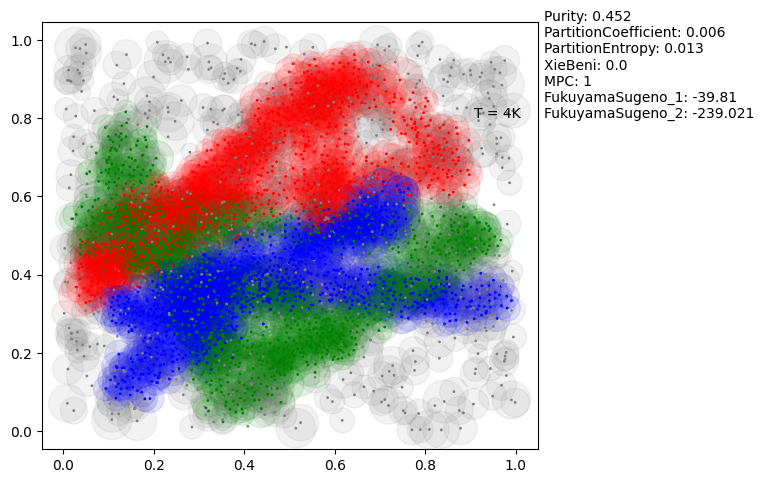 Purity: 0.452
PartitionCoefficient: 0.006
PartitionEntropy: 0.013
XieBeni: 0.0
MPC: 1
FukuyamaSugeno_1: -39.81
FukuyamaSugeno_2: -239.021
T = 4K
1.0
0.8
0.6
0.4
0.2
0.0
0.0 0.2 0.4 0.6 0.8 1.0